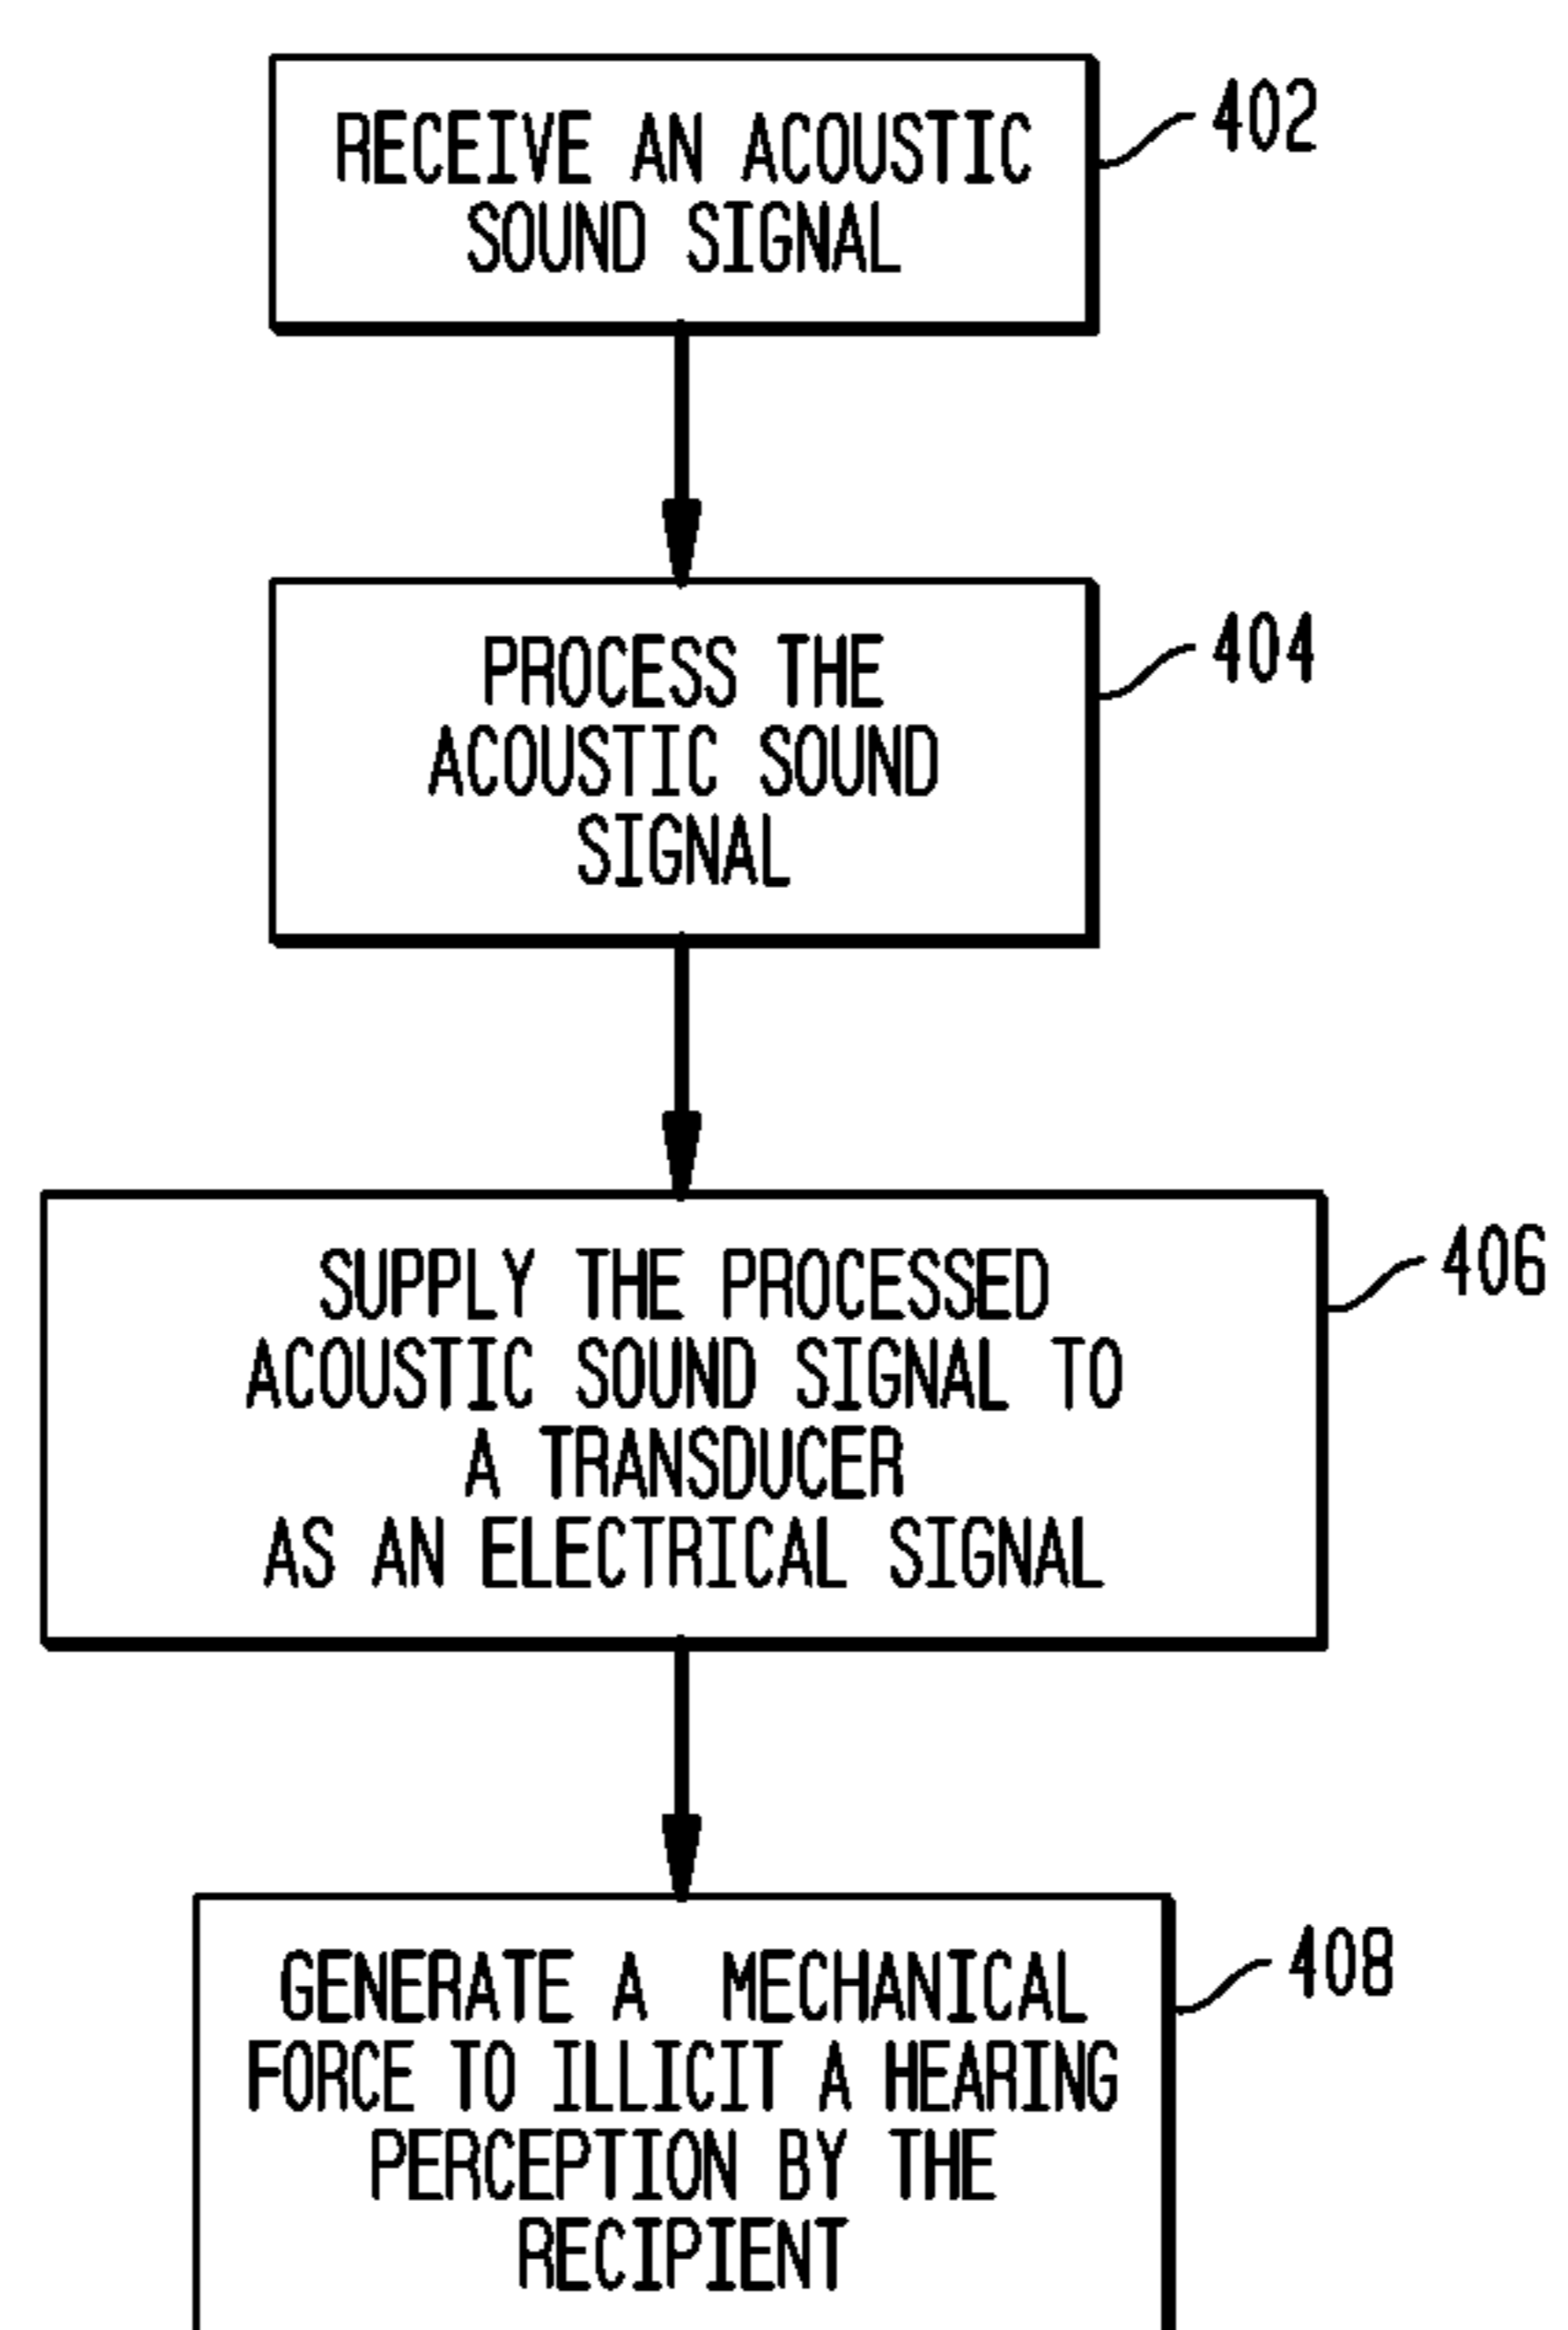 RECEIVE AN ACOUSTIC
SOUND SIGNAL
402
PROCESS THE
ACOUSTIC SOUND
SIGNAL
404
SUPPLY THE PROCESSED
ACOUSTIC SOUND SIGNAL TO
A TRANSDUCER
AS AN ELECTRICAL SIGNAL
406
GENERATE A MECHANICAL
FORCE TO ILLICIT A HEARING
PERCEPTION BY THE
RECIPIENT
408